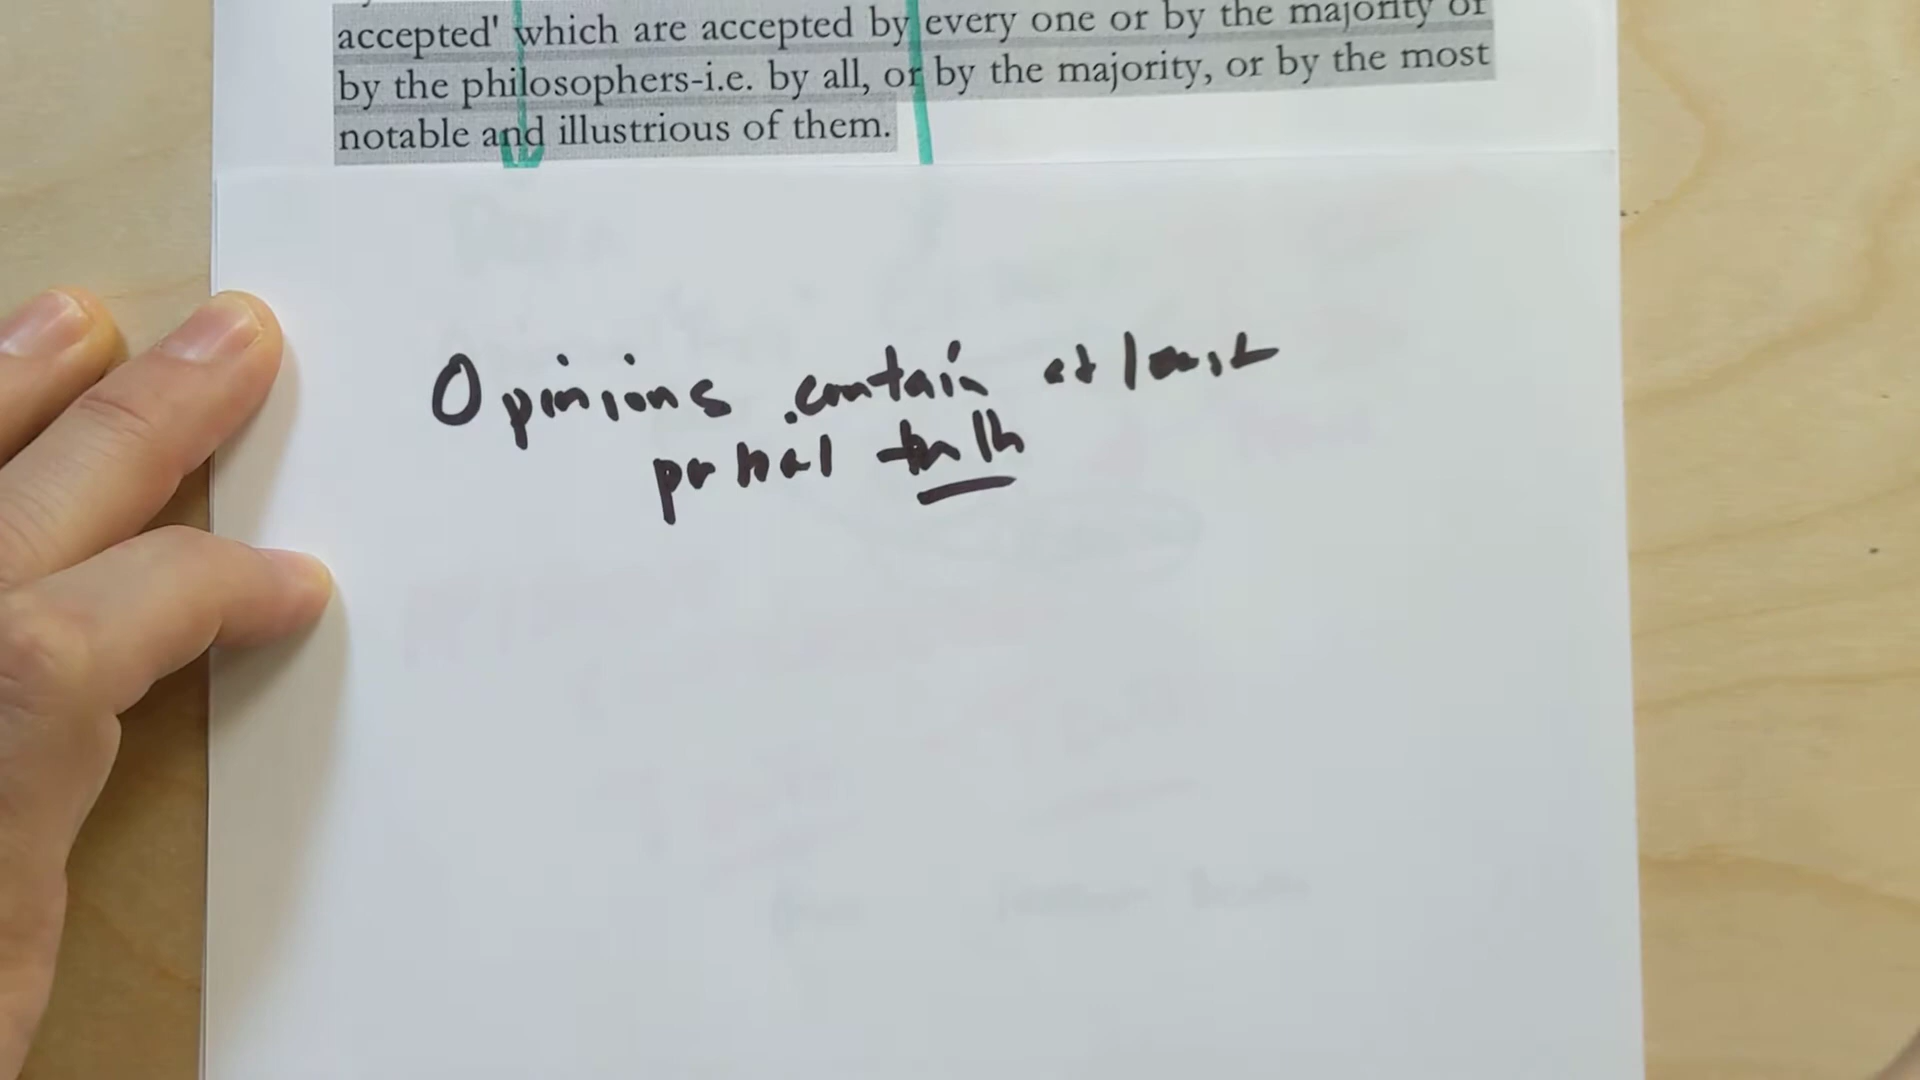 accepted' which are accepted by every one or by the majority or
by the philosophers-i.e. by all, or by the majority, or by the most
notable and illustrious of them.
Opinions contain at least
partial truth